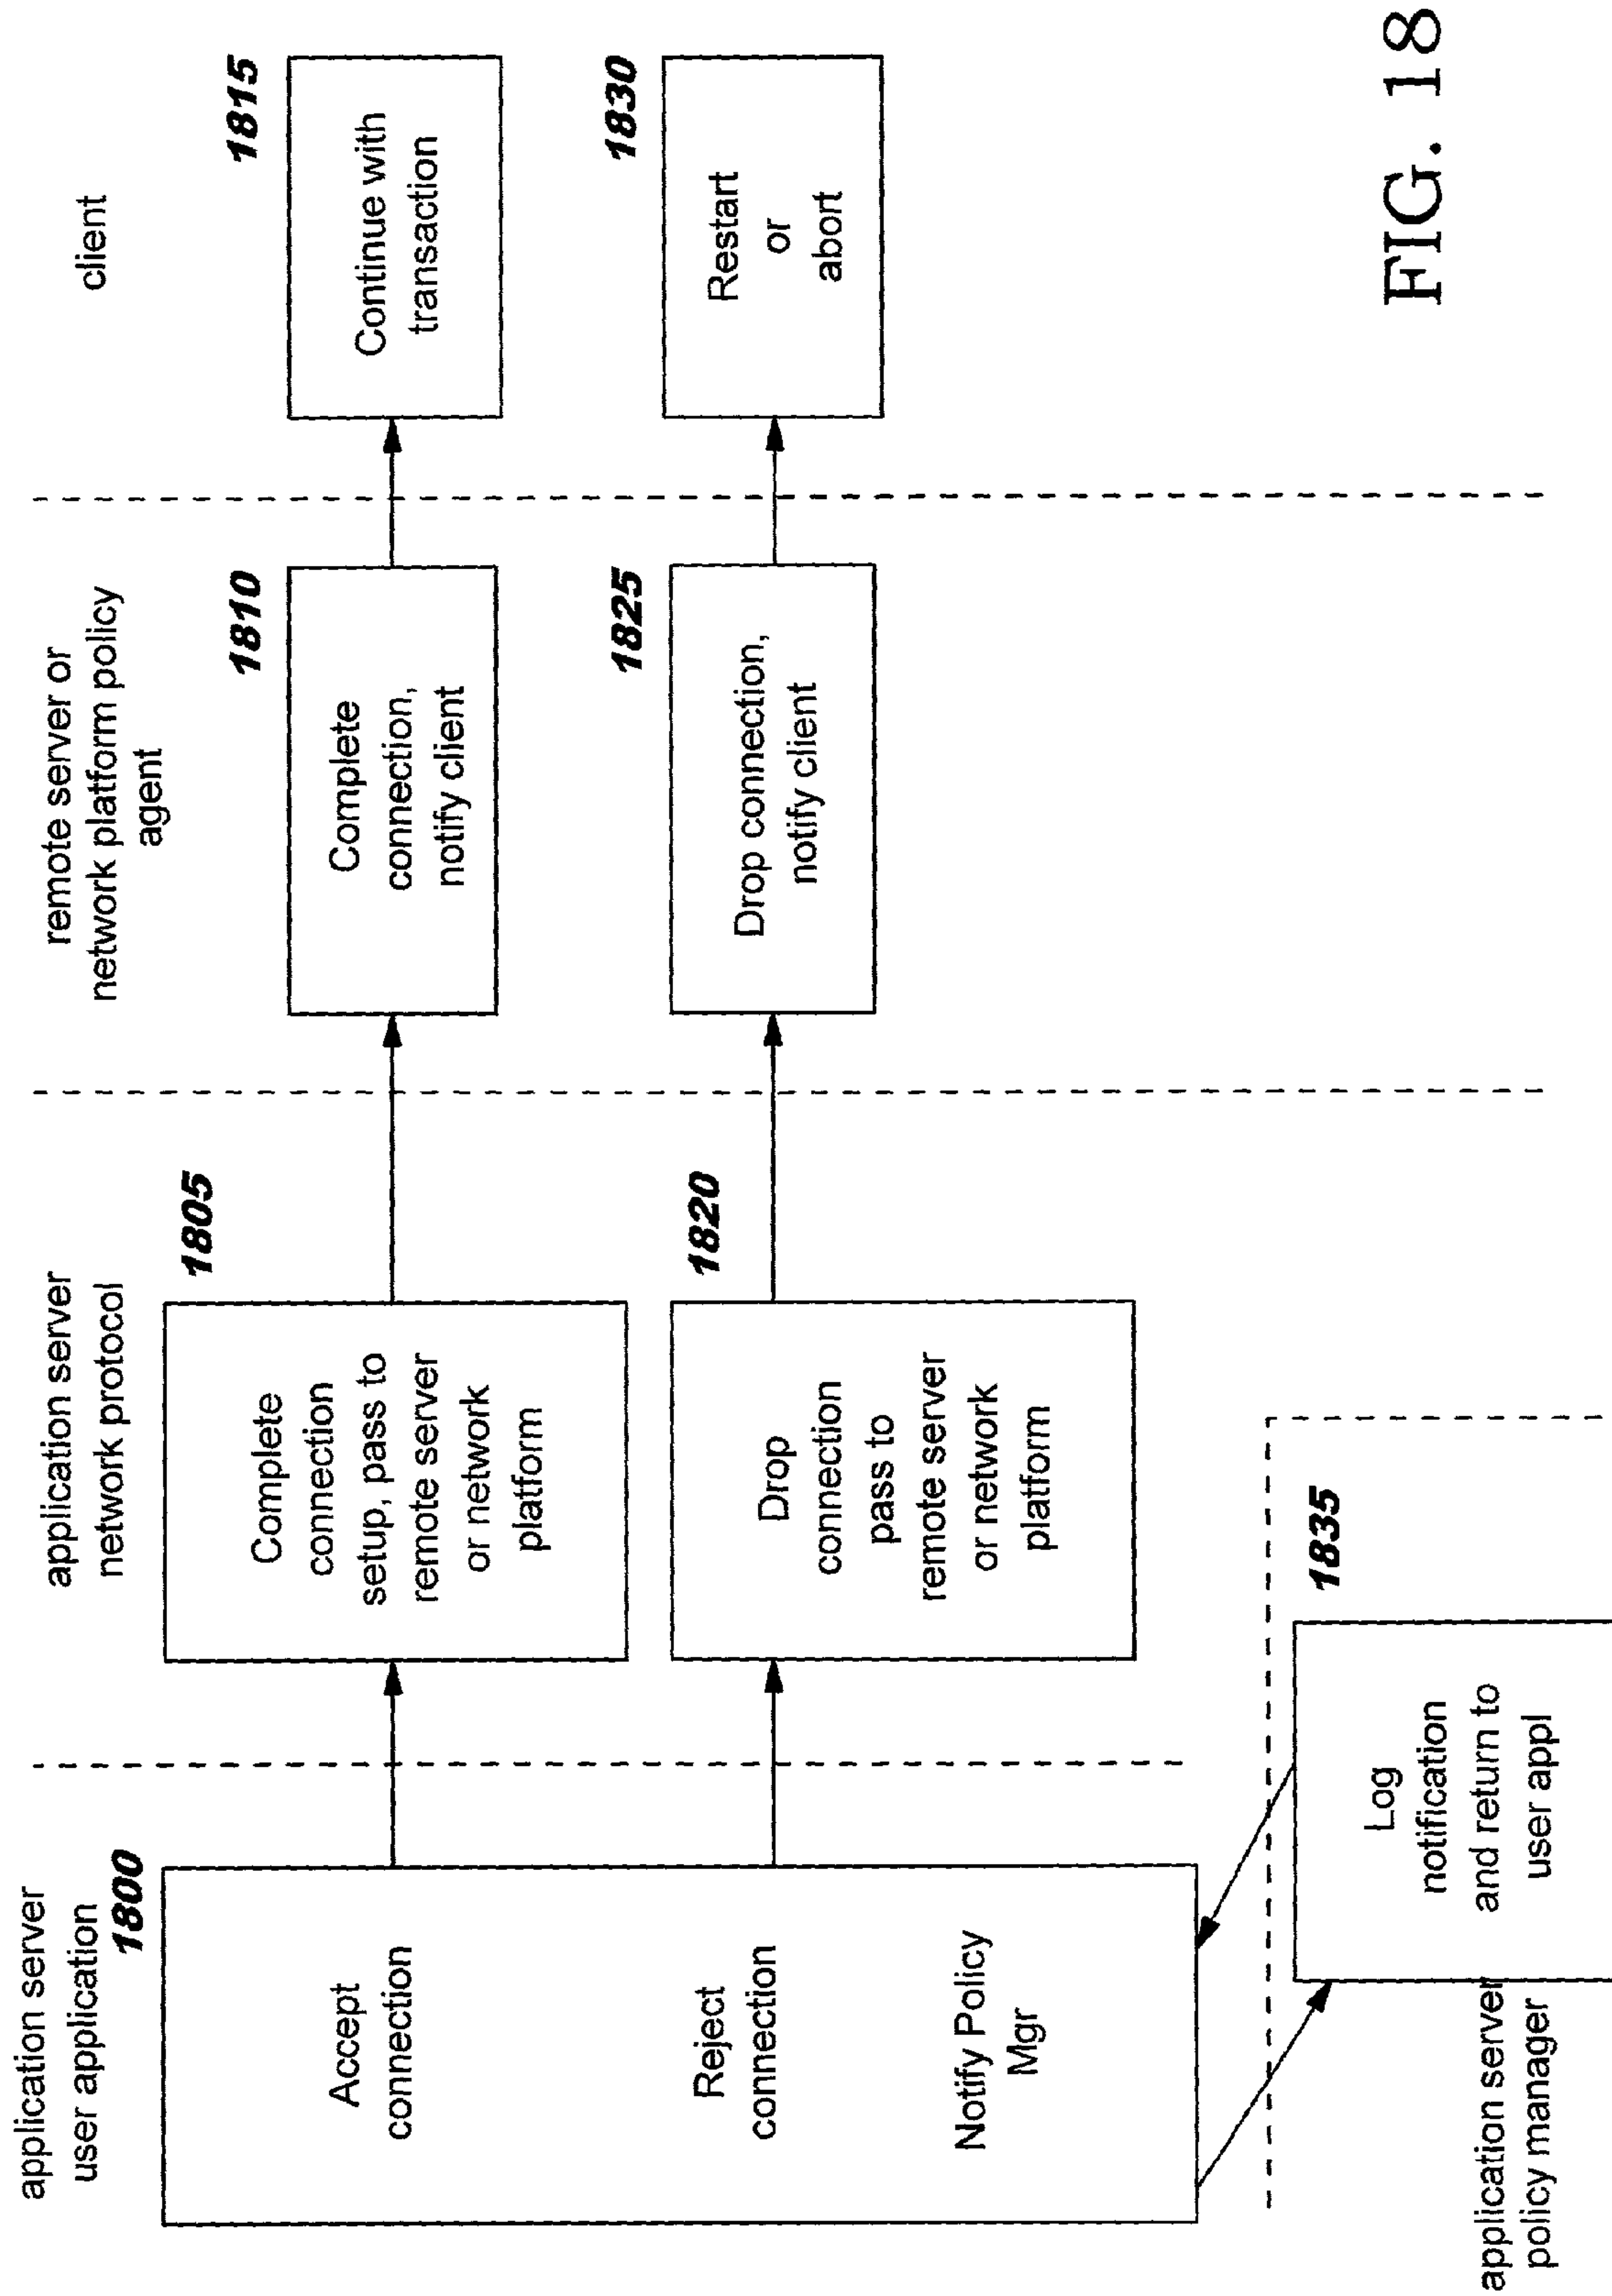 application server
user application
1800
Accept
connection
Reject
connection
Notify Policy
Mgr
application server
network protocol
1805
Complete
connection
setup, pass to
remote server
or network
platform
1820
Drop
connection
pass to
remote server
or network
platform
remote server or
network platform policy
agent
1810
Complete
connection,
notify client
1825
Drop connection,
notify client
client
1815
Continue with
transaction
1830
Restart
or
abort
1835
Log
notification
and return to
user appl
application server
policy manager
FIG. 18